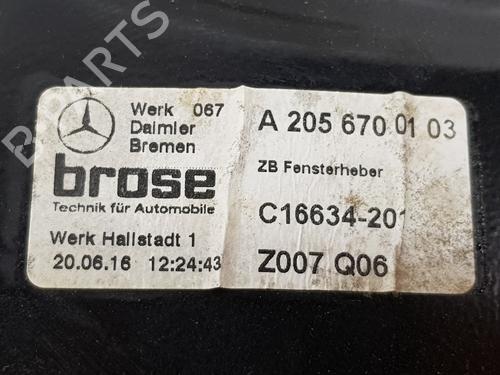 B PARTS
Werk 067
Daimler
Bremen
brose
Technik für Automobile
Werk Hallstadt 1
20.06.16 12:24:43
A 205 670 01 03
ZB Fensterheber
C16634-201
Z007 Q06